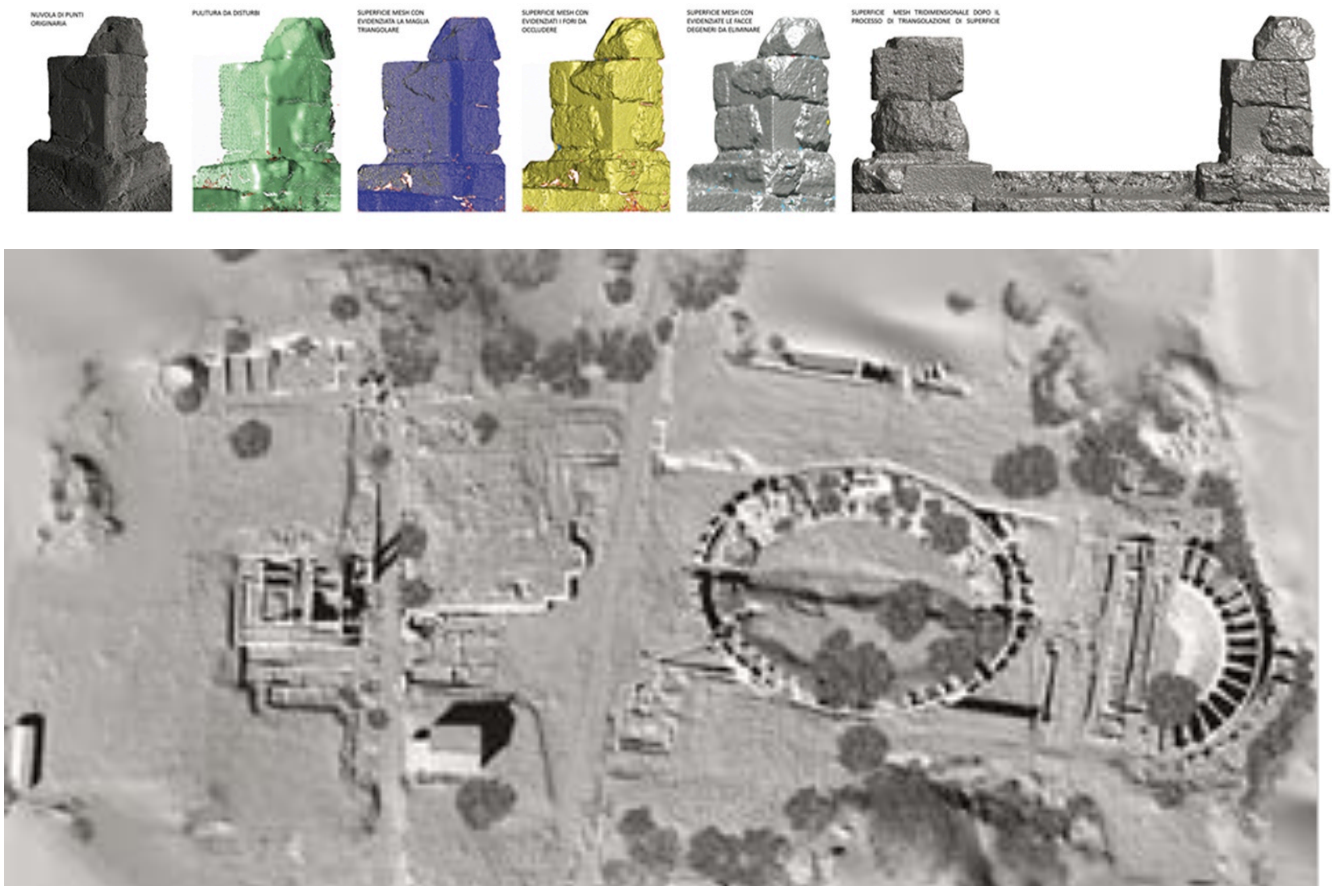 NUVOLA DI PUNTI
ORIGINARIA
PULITURA DA DISTURBI
SUPERFICIE MESH CON
EVIDENZIATA LA MAGLIA
TRIANGOLARE
SUPERFICIE MESH CON
EVIDENZIATI I FORI DA
OCCLUDERE
SUPERFICIE MESH CON
EVIDENZIATE LE FACCE
DEGENERI DA ELIMINARE
SUPERFICIE MESH TRIDIMENSIONALE DOPO IL
PROCESSO DI TRIANGOLAZIONE DI SUPERFICIE